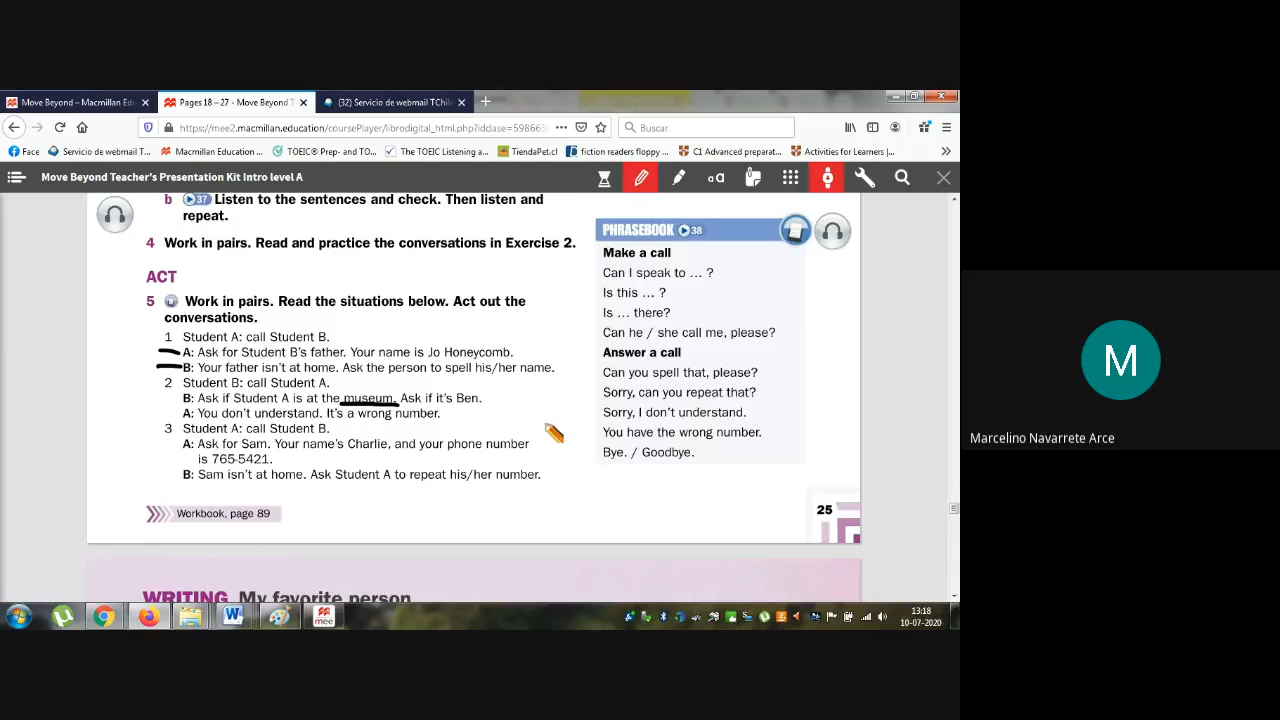 Move Beyond – Macmillan Edu
Pages 18 – 27 - Move Beyond T
(32) Servicio de webmail TChile
https://mee2.macmillan.education/coursePlayer/librodigital_html.php?idclase=598665
Buscar
Face
Servicio de webmail T...
Macmillan Education ...
TOEIC® Prep- and TO...
The TOEIC Listening a...
TiendaPet.cl
fiction readers floppy ...
C1 Advanced preparat...
Activities for Learners |...
Move Beyond Teacher's Presentation Kit Intro level A
b 37 Listen to the sentences and check. Then listen and
repeat.
4 Work in pairs. Read and practice the conversations in Exercise 2.
ACT
5 Work in pairs. Read the situations below. Act out the
conversations.
1 Student A: call Student B.
A: Ask for Student B's father. Your name is Jo Honeycomb.
B: Your father isn't at home. Ask the person to spell his/her name.
2 Student B: call Student A.
B: Ask if Student A is at the museum. Ask if it's Ben.
A: You don't understand. It's a wrong number.
3 Student A: call Student B.
A: Ask for Sam. Your name's Charlie, and your phone number
is 765-5421.
B: Sam isn't at home. Ask Student A to repeat his/her number.
Workbook, page 89
PHRASEBOOK 38
Make a call
Can I speak to ... ?
Is this ... ?
Is ... there?
Can he / she call me, please?
Answer a call
Can you spell that, please?
Sorry, can you repeat that?
Sorry, I don't understand.
You have the wrong number.
Bye. / Goodbye.
25
WRITING My favorite person
mee
13:18
10-07-2020
M
Marcelino Navarrete Arce